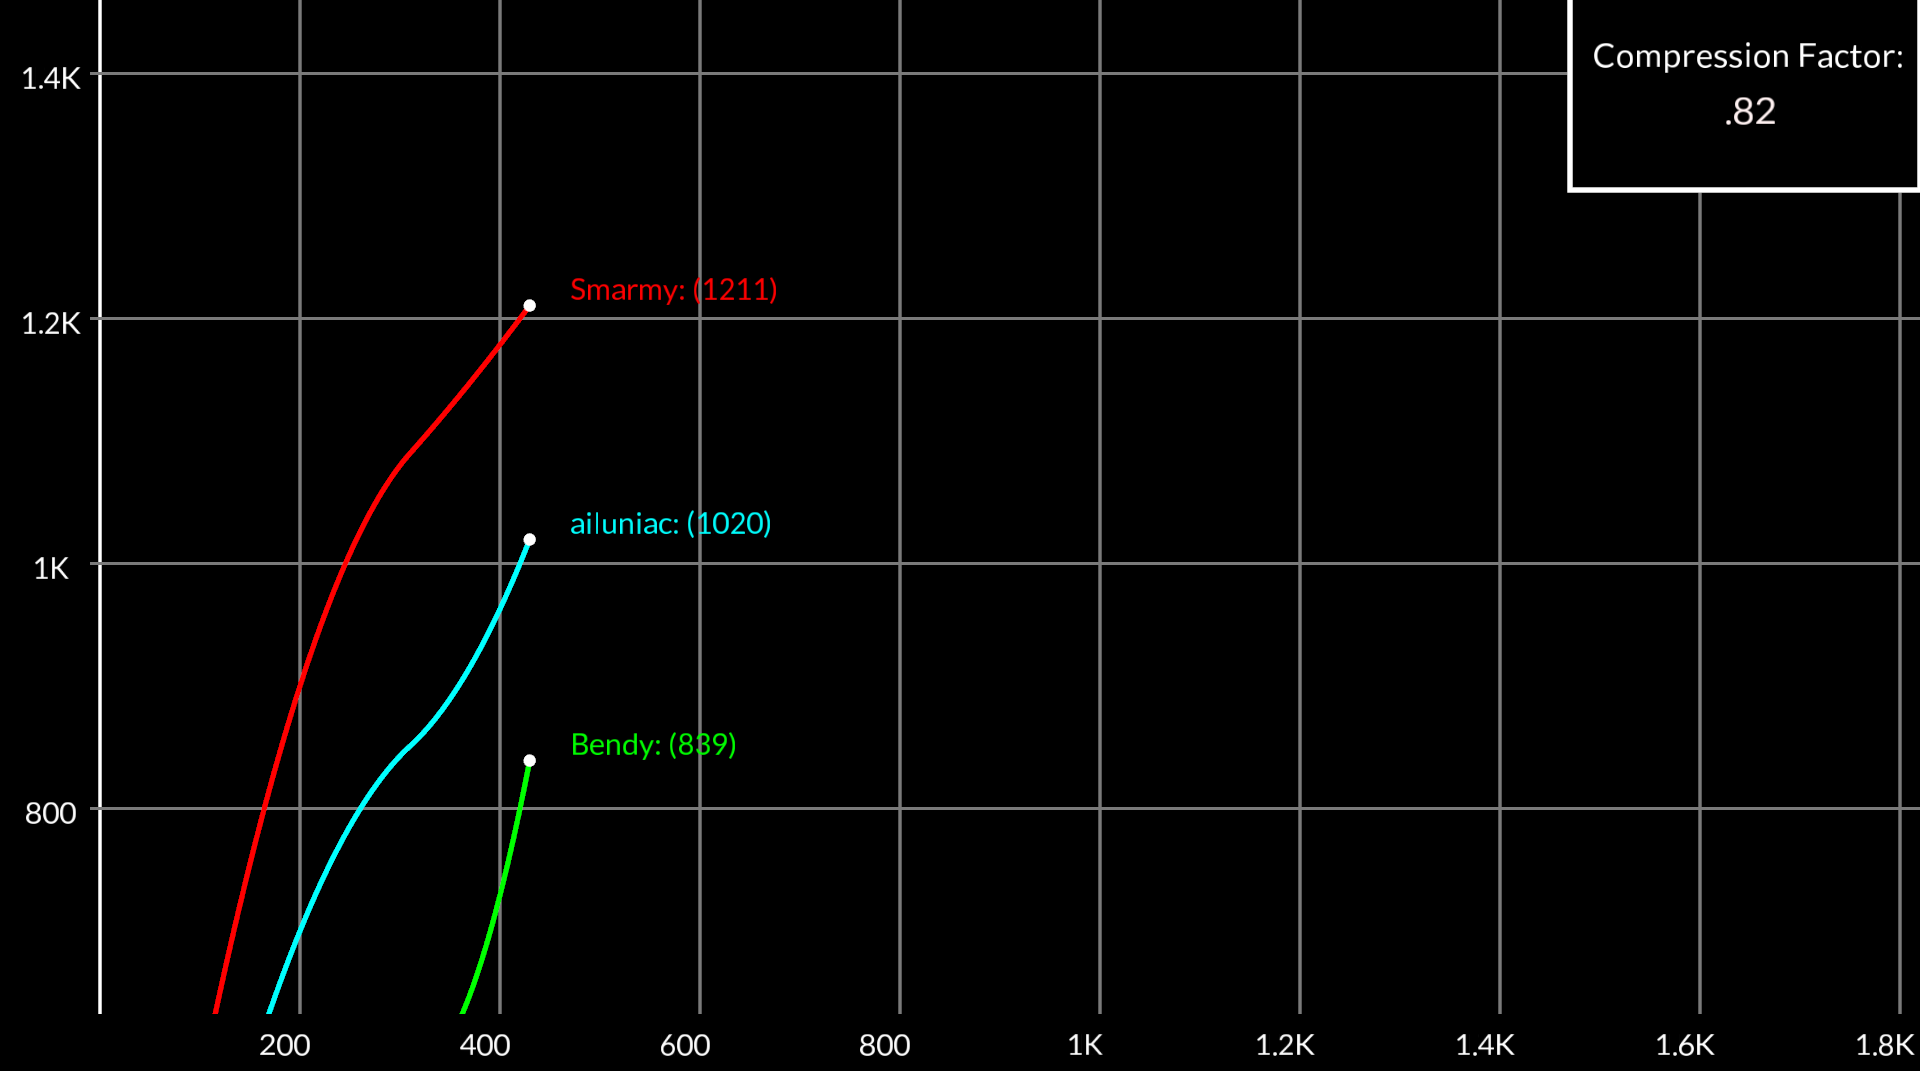 Compression Factor:
.82
1.4K
1.2K
1K
800
Smarmy: (1211)
ailuniac: (1020)
Bendy: (839)
200 400 600 800 1K 1.2K 1.4K 1.6K 1.8K